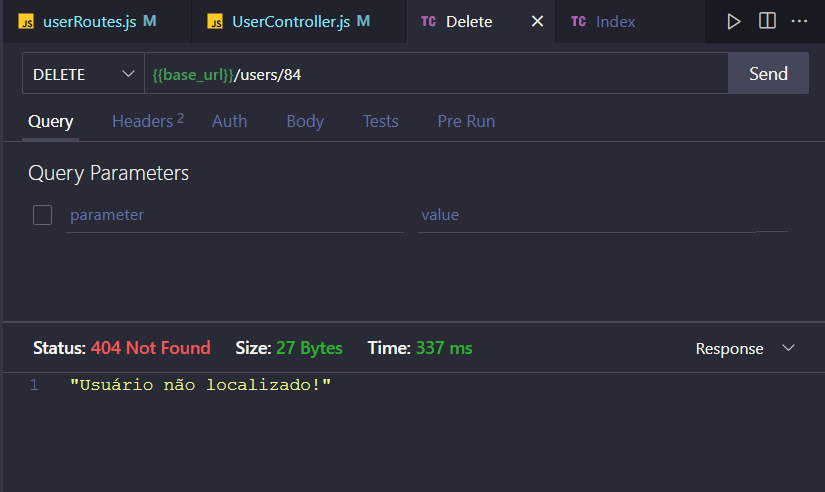 JS userRoutes.js M JS UserController.js M TC Delete TC Index
DELETE {{base_url}}/users/84 Send
Query Headers 2 Auth Body Tests Pre Run
Query Parameters
parameter value
Status: 404 Not Found Size: 27 Bytes Time: 337 ms Response
1 "Usuário não localizado!"